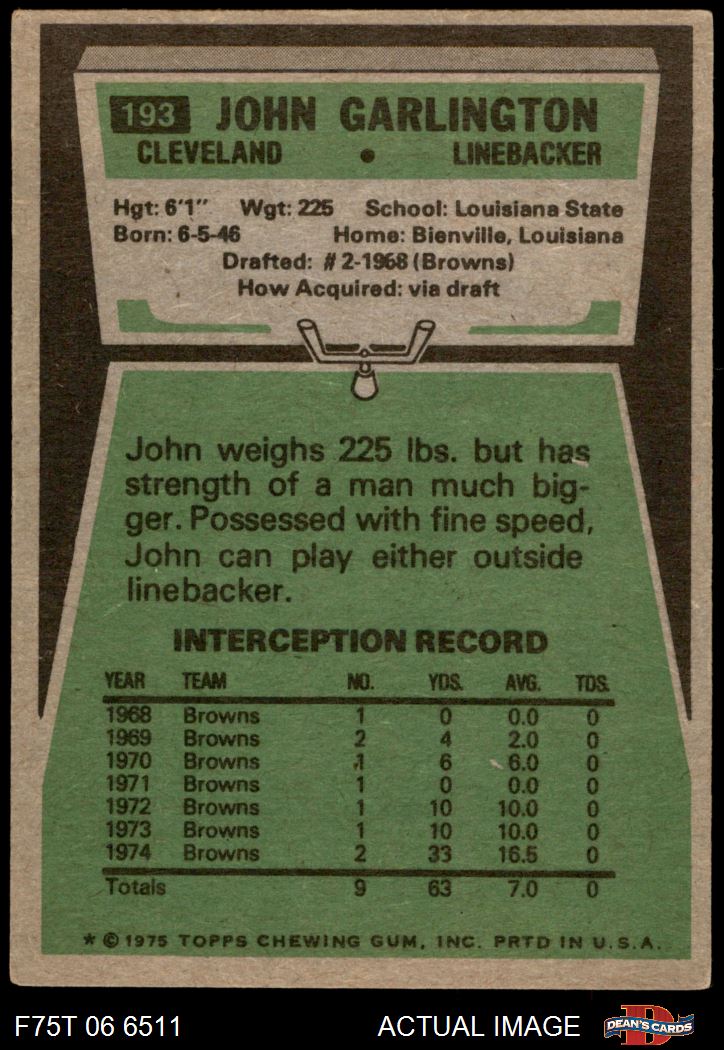 193 JOHN GARLINGTON
CLEVELAND • LINEBACKER
Hgt: 6'1" Wgt: 225 School: Louisiana State
Born: 6-5-46 Home: Bienville, Louisiana
Drafted: #2-1968 (Browns)
How Acquired: via draft
John weighs 225 lbs. but has
strength of a man much big-
ger. Possessed with fine speed,
John can play either outside
linebacker.
INTERCEPTION RECORD
YEAR TEAM NO. YDS. AVG. TDS.
1968 Browns 1 0 0.0 0
1969 Browns 2 4 2.0 0
1970 Browns 1 6 6.0 0
1971 Browns 1 0 0.0 0
1972 Browns 1 10 10.0 0
1973 Browns 1 10 10.0 0
1974 Browns 2 33 16.5 0
Totals 9 63 7.0 0
* © 1975 TOPPS CHEWING GUM, INC. PRTD IN U.S.A.
F75T 06 6511 ACTUAL IMAGE D DEAN'S CARDS